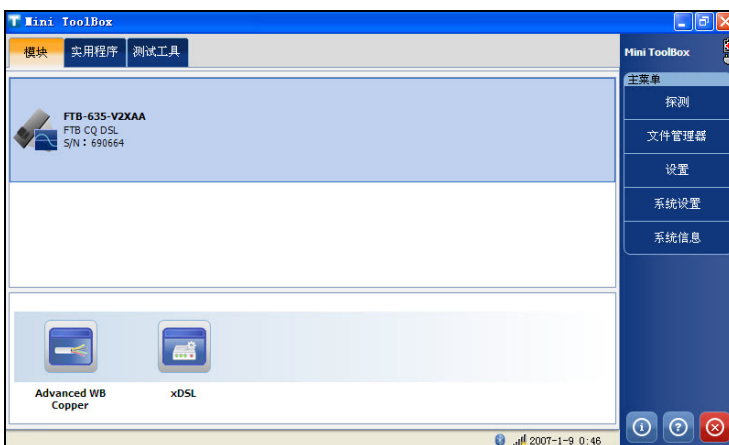 Mini ToolBox
模块 实用程序 测试工具
FTB-635-V2XAA
FTB CQ DSL
S/N：690664
Advanced WB
Copper
xDSL
2007-1-9 0:46
Mini ToolBox
主菜单
探测
文件管理器
设置
系统设置
系统信息